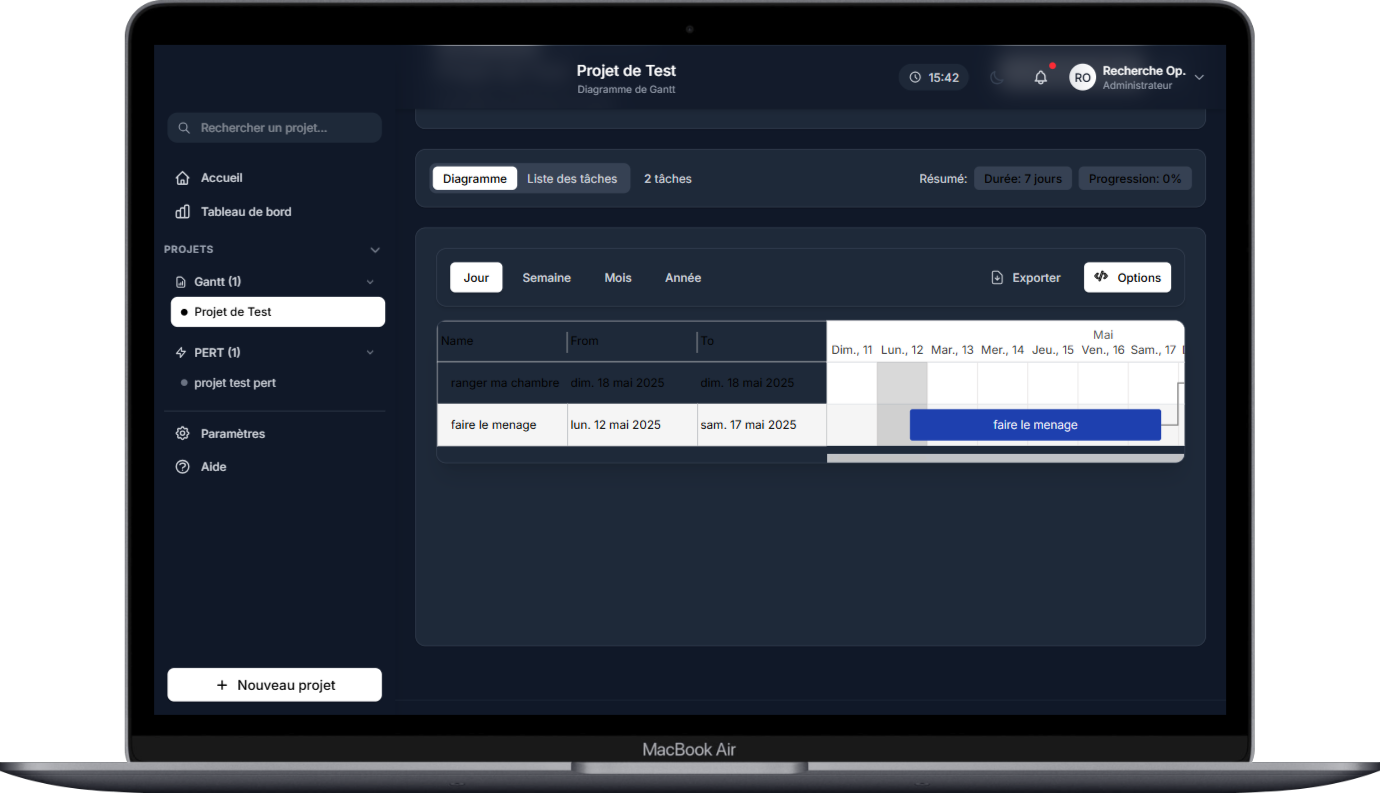 Projet de Test
Diagramme de Gantt
15:42
RO
Recherche Op.
Administrateur
Rechercher un projet...
Accueil
Tableau de bord
PROJETS
Gantt (1)
Projet de Test
PERT (1)
projet test pert
Paramètres
Aide
+ Nouveau projet
Diagramme Liste des tâches 2 tâches
Résumé: Durée: 7 jours Progression: 0%
Jour Semaine Mois Année
Exporter Options
Name From To
Mai
Dim., 11 Lun., 12 Mar., 13 Mer., 14 Jeu., 15 Ven., 16 Sam., 17
ranger ma chambre dim. 18 mai 2025 dim. 18 mai 2025
faire le menage lun. 12 mai 2025 sam. 17 mai 2025
faire le menage
MacBook Air